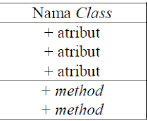 Nama Class
+ atribut
+ atribut
+ atribut
+ method
+ method